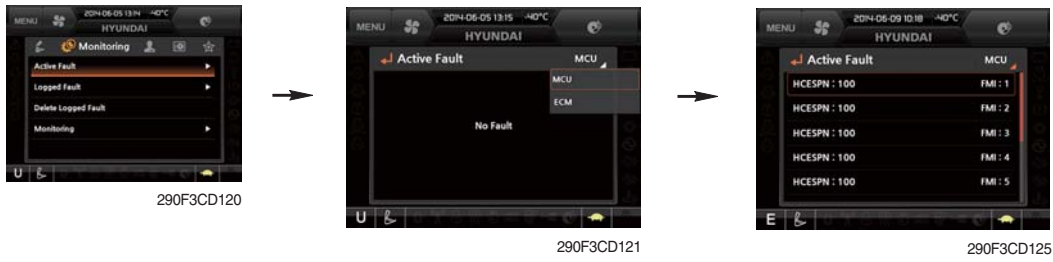 MENU 2014-06-05 13:14 -40°C
HYUNDAI
Monitoring
Active Fault
Logged Fault
Delete Logged Fault
Monitoring
U
290F3CD120
MENU 2014-06-05 13:15 -40°C
HYUNDAI
Active Fault MCU
MCU
ECM
No Fault
U
290F3CD121
MENU 2014-06-09 10:18 -40°C
HYUNDAI
Active Fault MCU
HCESPN : 100 FMI : 1
HCESPN : 100 FMI : 2
HCESPN : 100 FMI : 3
HCESPN : 100 FMI : 4
HCESPN : 100 FMI : 5
E
290F3CD125